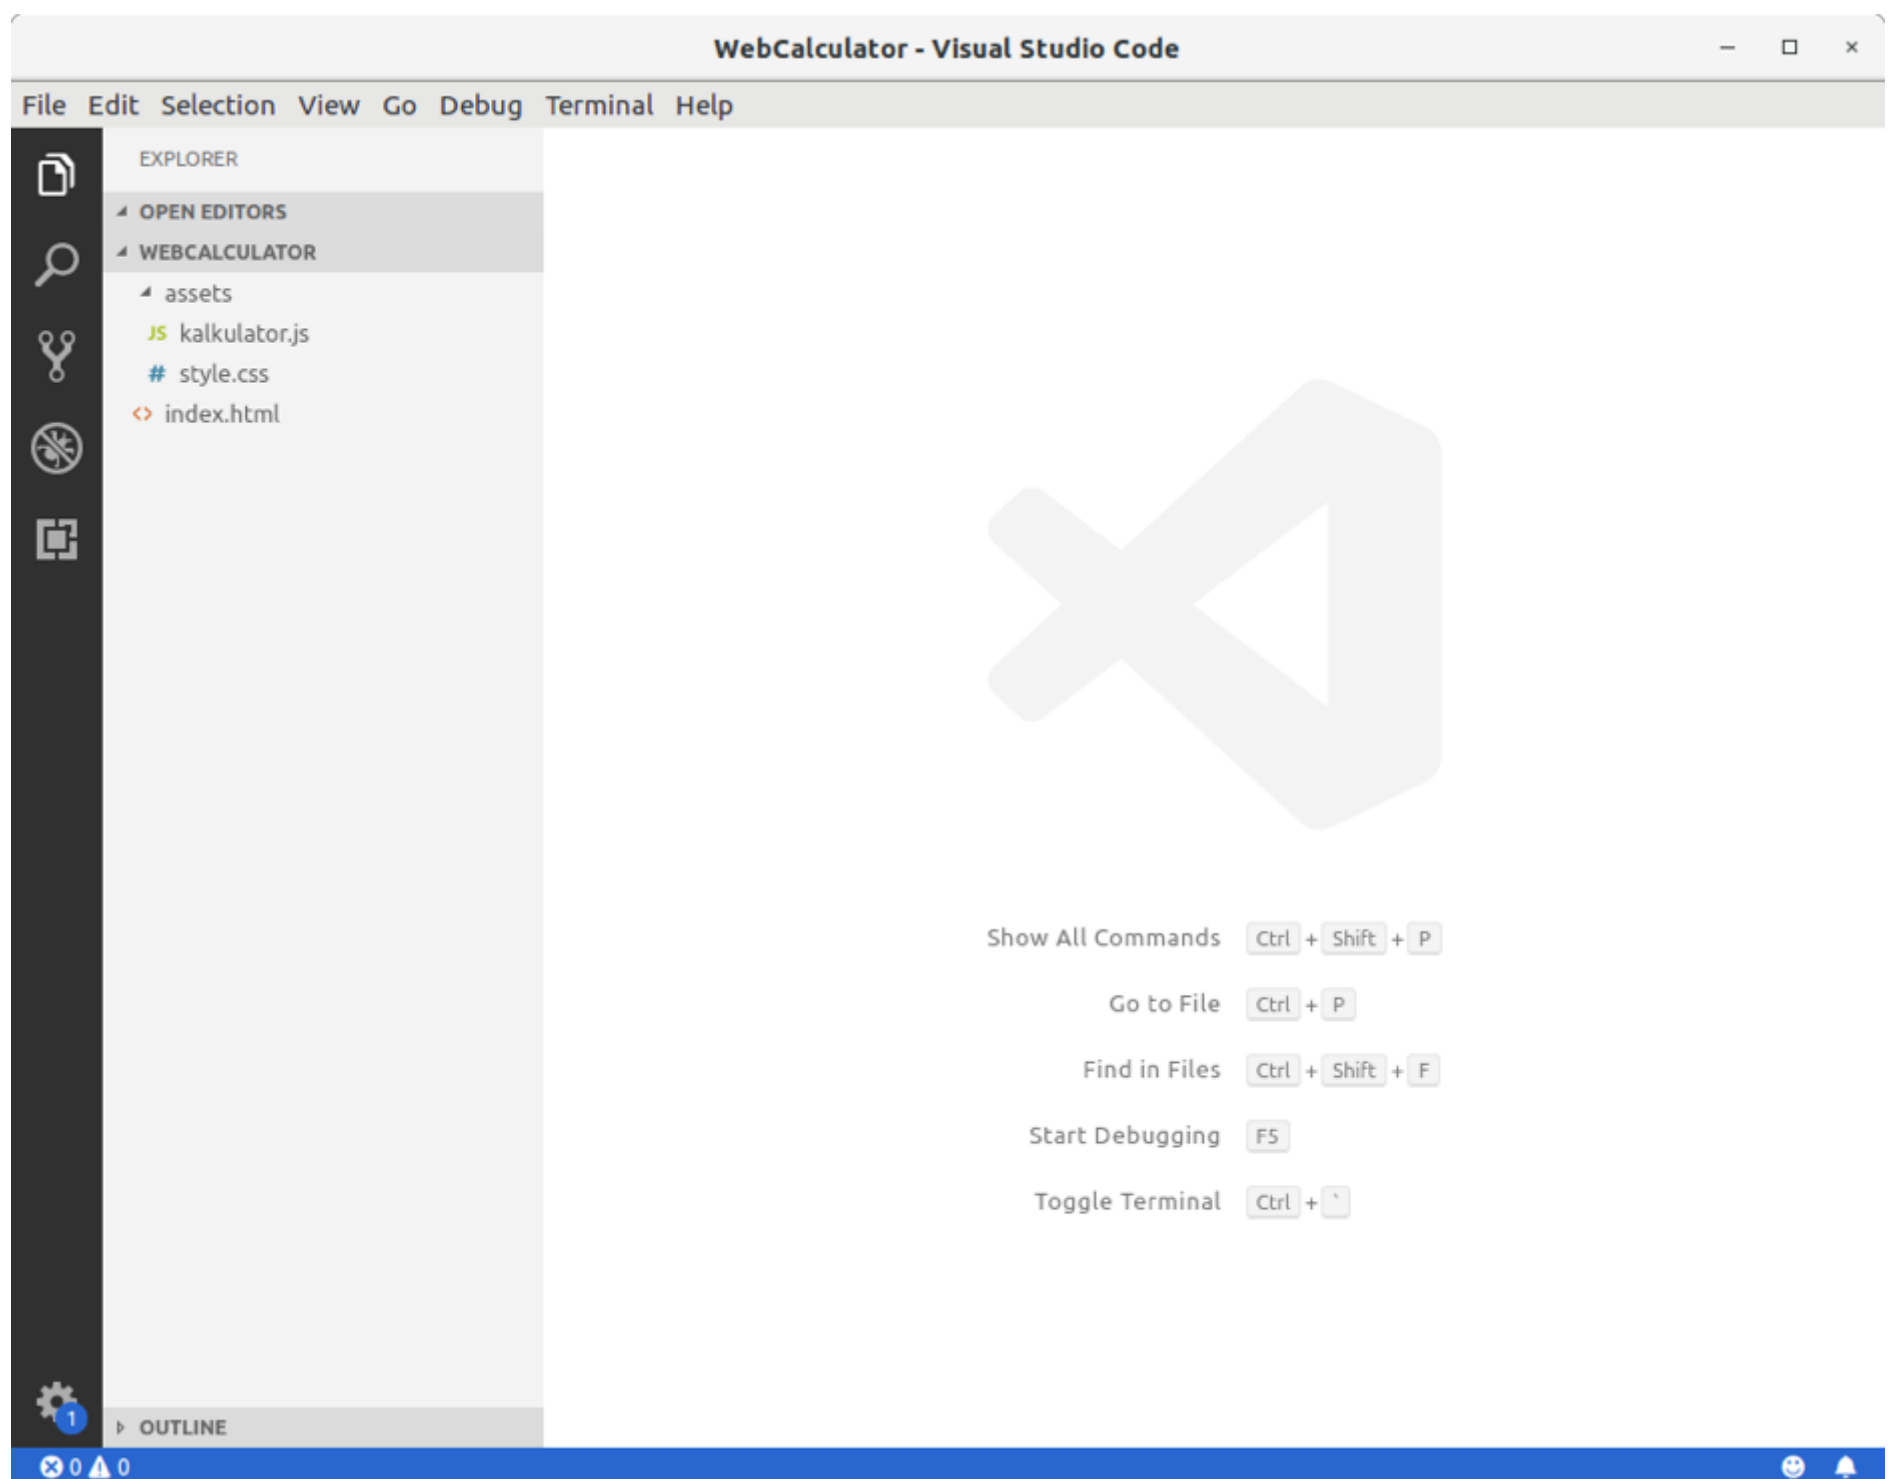 WebCalculator - Visual Studio Code
File Edit Selection View Go Debug Terminal Help
EXPLORER
OPEN EDITORS
WEBCALCULATOR
assets
JS kalkulator.js
# style.css
<> index.html
Show All Commands Ctrl + Shift + P
Go to File Ctrl + P
Find in Files Ctrl + Shift + F
Start Debugging F5
Toggle Terminal Ctrl + `
1
OUTLINE
0 0